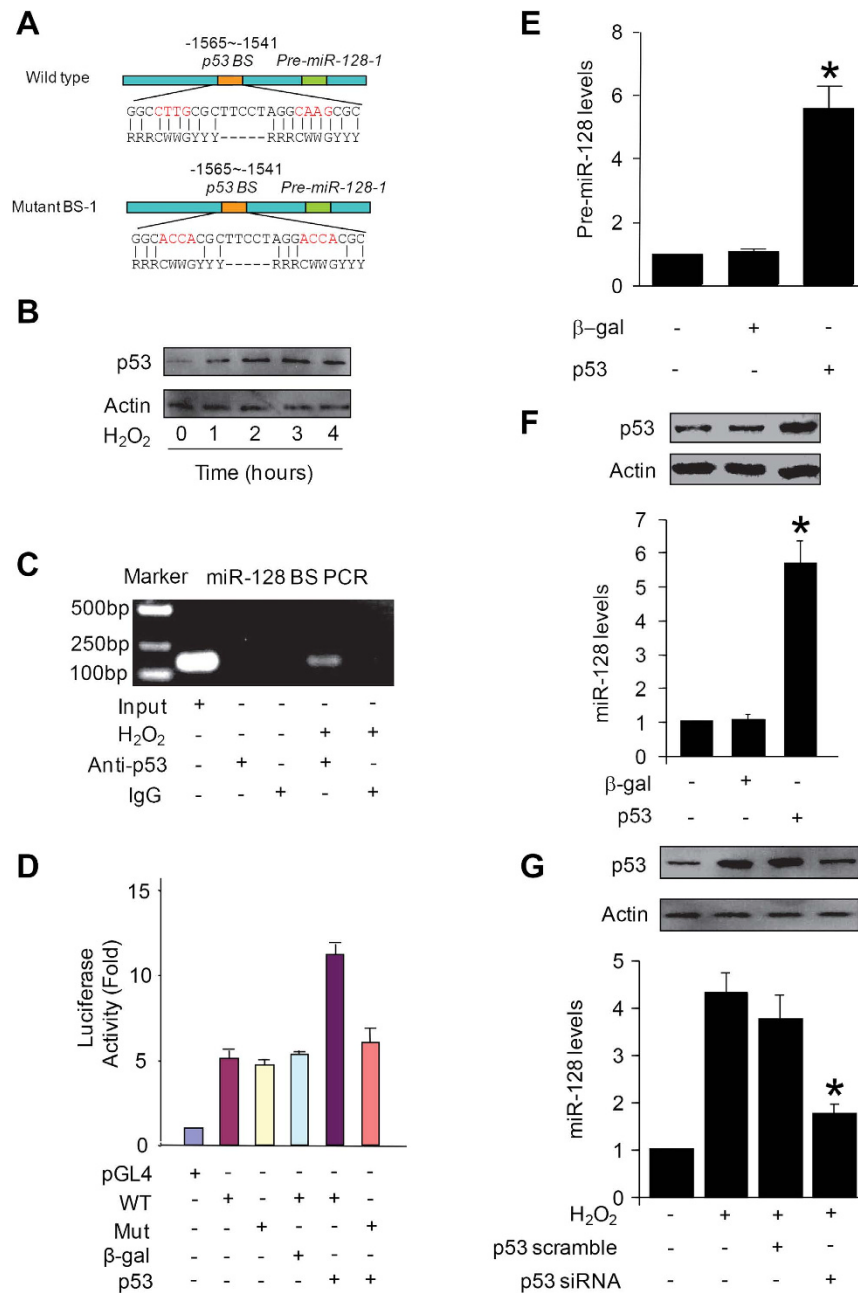 A
-1565~-1541
Wild type
p53 BS Pre-miR-128-1
GGCCTTGCGCTTCCTAGGCAAGCGC
RRRCWWGYYY-----RRRCWWGYYY
-1565~-1541
Mutant BS-1
p53 BS Pre-miR-128-1
GGCACCACGCTTCCTAGGACCACGC
RRRCWWGYYY-----RRRCWWGYYY
B
p53
Actin
H2O2 0 1 2 3 4
Time (hours)
C
Marker miR-128 BS PCR
500bp
250bp
100bp
Input + - - - -
H2O2 - - - + +
Anti-p53 - + - + -
IgG - - + - +
D
Luciferase
Activity (Fold)
15
10
5
0
pGL4 + - - - - -
WT - + - + + -
Mut - - + - - +
β-gal - - - + - -
p53 - - - - + +
E
Pre-miR-128 levels
8
6
4
2
0
*
β-gal - + -
p53 - - +
F
p53
Actin
miR-128 levels
7
6
5
4
3
2
1
0
*
β-gal - + -
p53 - - +
G
p53
Actin
miR-128 levels
5
4
3
2
1
0
*
H2O2 - + + +
p53 scramble - - + -
p53 siRNA - - - +